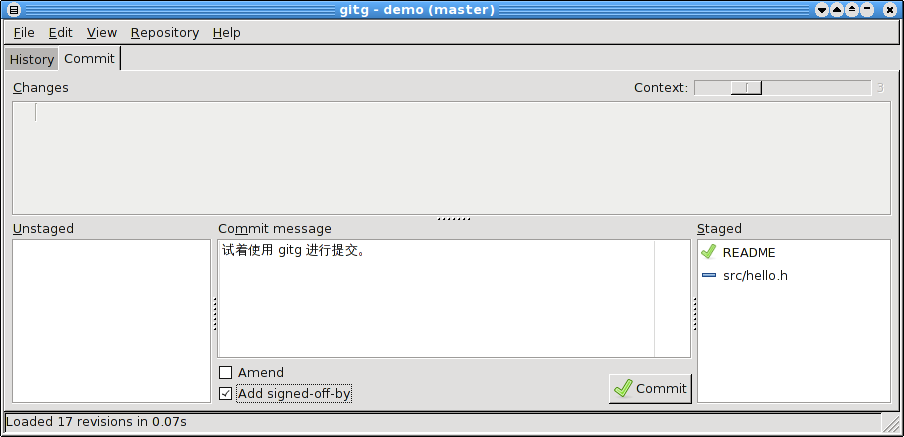 gitg - demo (master)
File Edit View Repository Help
History Commit
Changes Context: 3
Unstaged Commit message Staged
试着使用 gitg 进行提交。
README
src/hello.h
Amend
Add signed-off-by
Commit
Loaded 17 revisions in 0.07s